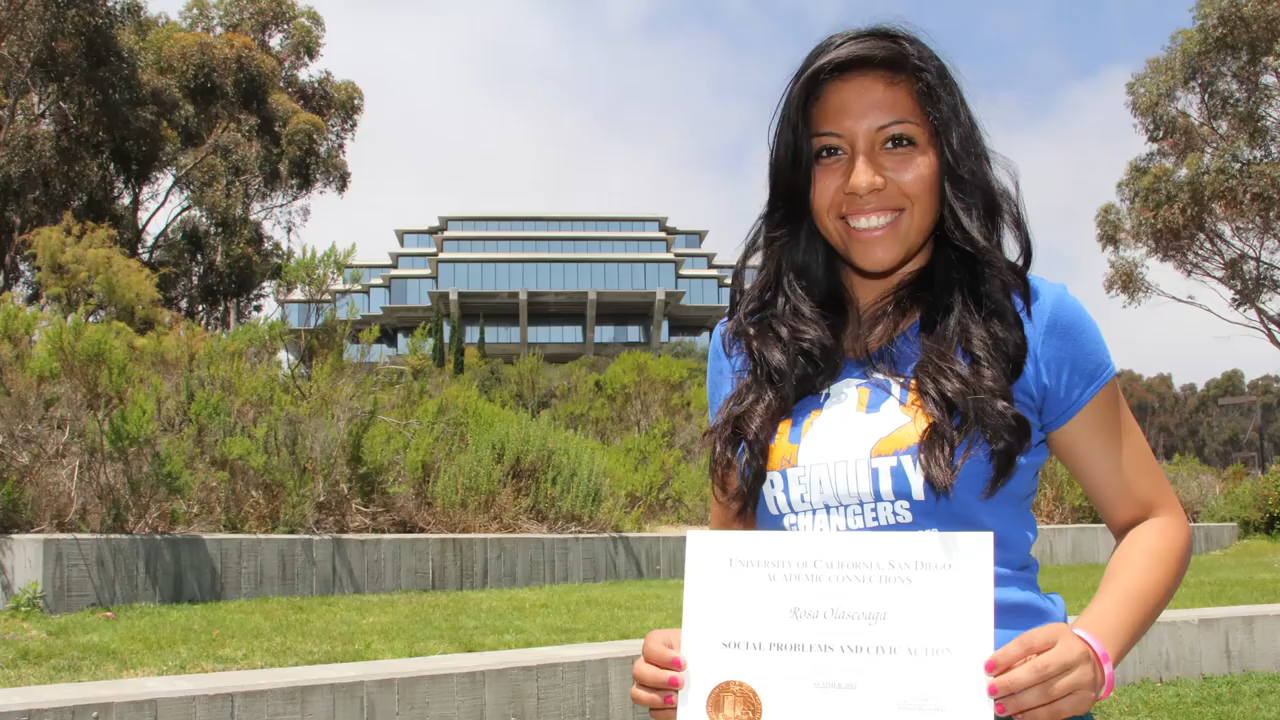 REALITY
CHANGERS
UNIVERSITY OF CALIFORNIA, SAN DIEGO
ACADEMIC CONNECTIONS
Rosa Olascoaga
SOCIAL PROBLEMS AND CIVIC ACTION